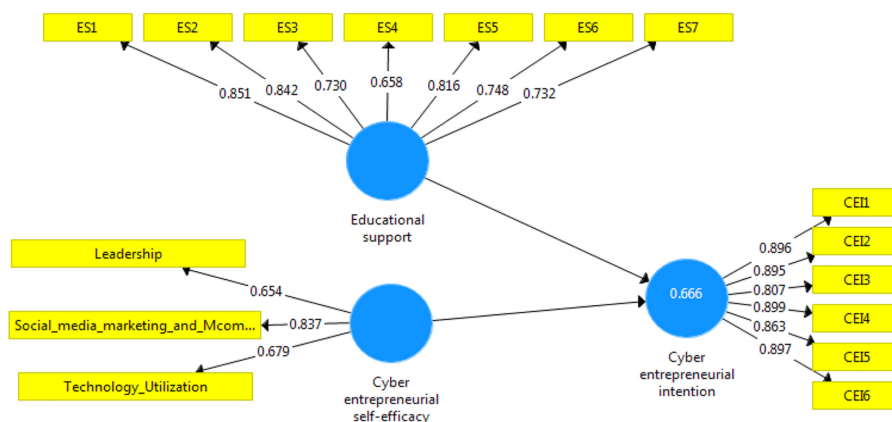 ES1 ES2 ES3 ES4 ES5 ES6 ES7
0.851 0.842 0.730 0.658 0.816 0.748 0.732
Educational
support
Leadership
Social_media_marketing_and_Mcom...
Technology_Utilization
0.654
0.837
0.679
Cyber
entrepreneurial
self-efficacy
0.666
Cyber
entrepreneurial
intention
0.896
0.895
0.807
0.899
0.863
0.897
CEI1
CEI2
CEI3
CEI4
CEI5
CEI6